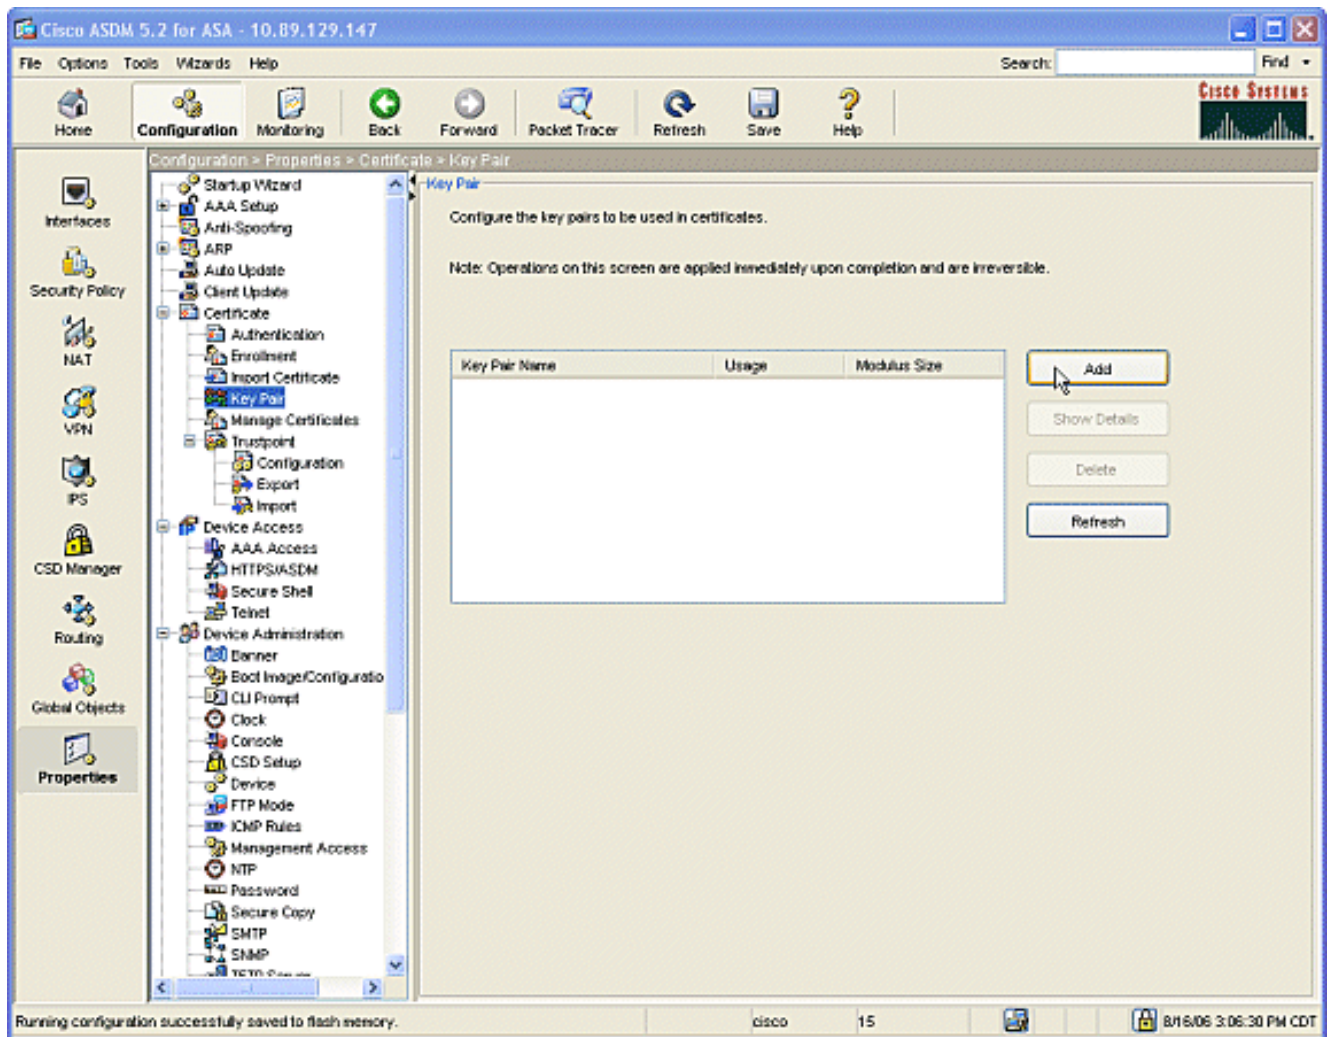 Cisco ASDM 5.2 for ASA - 10.89.129.147
File Options Tools Wizards Help Search: Find
Home Configuration Monitoring Back Forward Packet Tracer Refresh Save Help
CISCO SYSTEMS
Configuration > Properties > Certificate > Key Pair
Interfaces
Security Policy
NAT
VPN
IPS
CSD Manager
Routing
Global Objects
Properties
Startup Wizard
AAA Setup
Anti-Spoofing
ARP
Auto Update
Client Update
Certificate
Authentication
Enrollment
Import Certificate
Key Pair
Manage Certificates
Trustpoint
Configuration
Export
Import
Device Access
AAA Access
HTTPS/ASDM
Secure Shell
Telnet
Device Administration
Banner
Boot Image/Configuratio
CLI Prompt
Clock
Console
CSD Setup
Device
FTP Mode
ICMP Rules
Management Access
NTP
Password
Secure Copy
SMTP
SNMP
Key Pair
Configure the key pairs to be used in certificates.
Note: Operations on this screen are applied immediately upon completion and are irreversible.
Key Pair Name Usage Modulus Size
Add
Show Details
Delete
Refresh
Running configuration successfully saved to flash memory. cisco 15 8/16/06 3:06:30 PM CDT